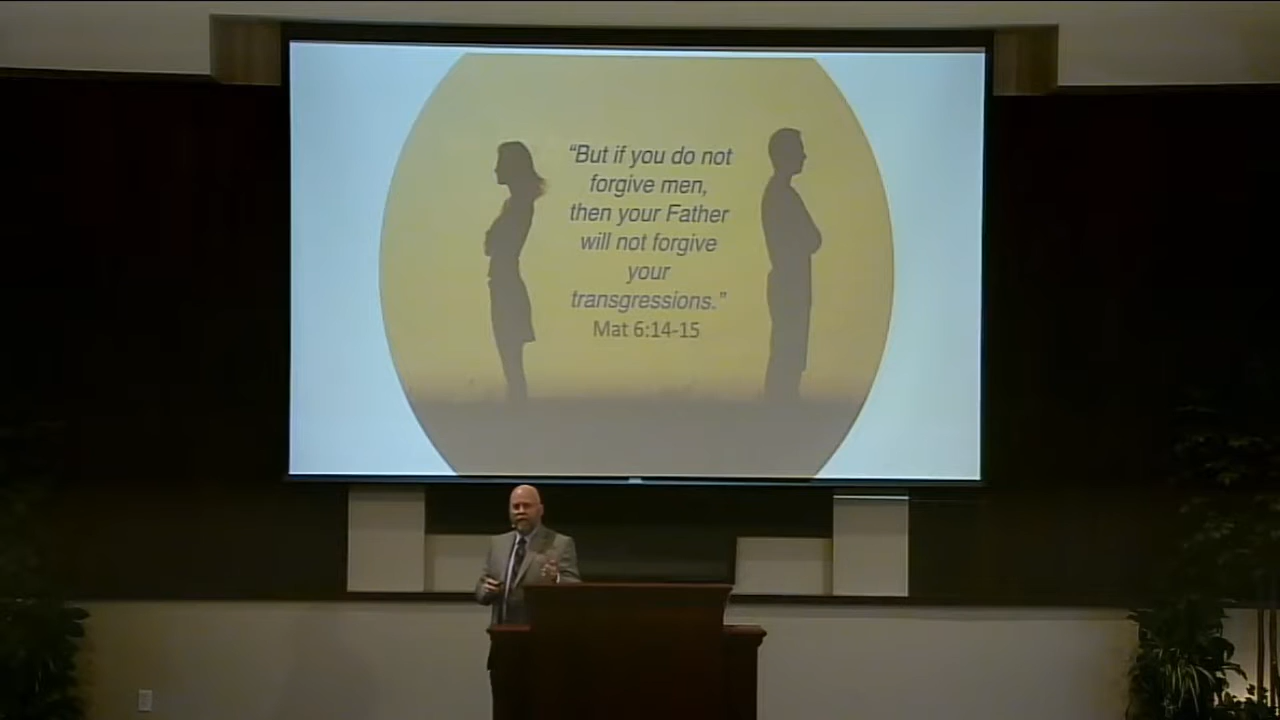 “But if you do not
forgive men,
then your Father
will not forgive
your
transgressions.”
Mat 6:14-15